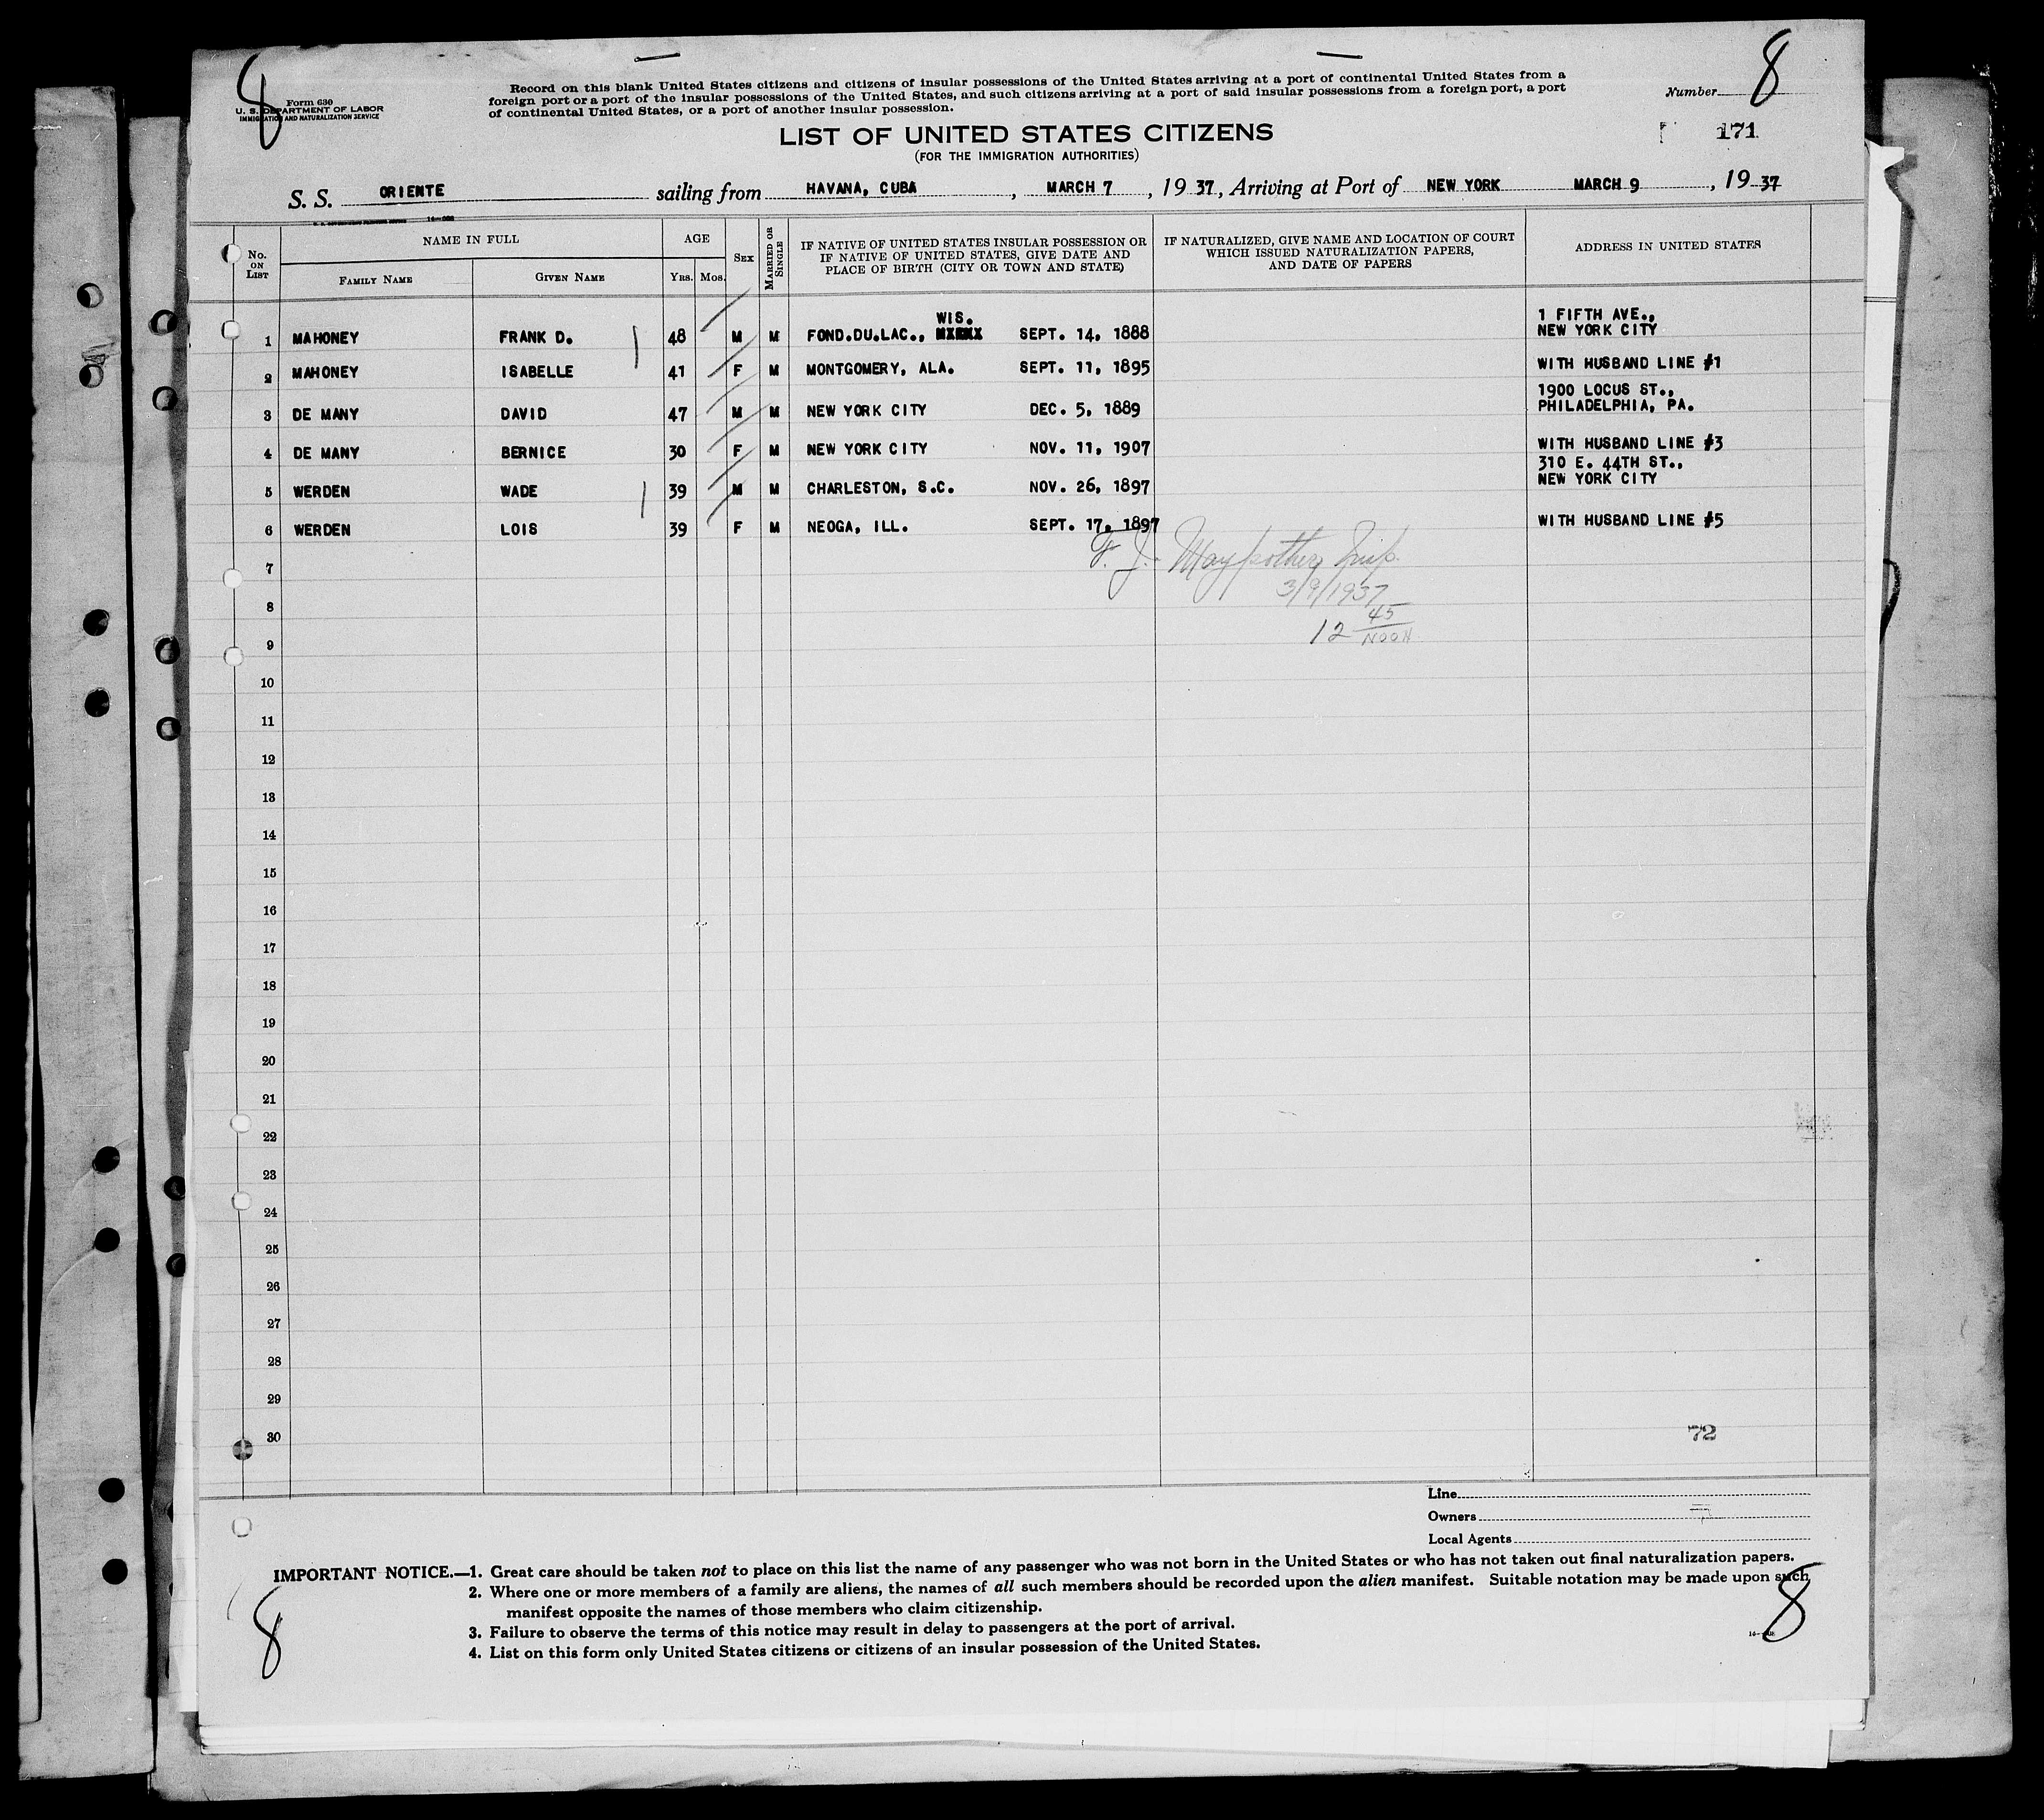 8
8
Form 630
U. S. DEPARTMENT OF LABOR
IMMIGRATION AND NATURALIZATION SERVICE
Record on this blank United States citizens and citizens of insular possessions of the United States arriving at a port of continental United States from a
foreign port or a port of the insular possessions of the United States, and such citizens arriving at a port of said insular possessions from a foreign port, a port
of continental United States, or a port of another insular possession.
Number
171
LIST OF UNITED STATES CITIZENS
(FOR THE IMMIGRATION AUTHORITIES)
S. S. ORIENTE sailing from HAVANA, CUBA, MARCH 7, 19 37, Arriving at Port of NEW YORK MARCH 9, 19 37
No. ON LIST
NAME IN FULL
FAMILY NAME
GIVEN NAME
AGE
YRS. MOS.
SEX
MARRIED OR SINGLE
IF NATIVE OF UNITED STATES INSULAR POSSESSION OR
IF NATIVE OF UNITED STATES, GIVE DATE AND
PLACE OF BIRTH (CITY OR TOWN AND STATE)
IF NATURALIZED, GIVE NAME AND LOCATION OF COURT
WHICH ISSUED NATURALIZATION PAPERS,
AND DATE OF PAPERS
ADDRESS IN UNITED STATES
WIS.
1 FIFTH AVE.,
1 MAHONEY FRANK D. 48 M M FOND.DU.LAC., SEPT. 14, 1888 NEW YORK CITY
2 MAHONEY ISABELLE 41 F M MONTGOMERY, ALA. SEPT. 11, 1895 WITH HUSBAND LINE #1
1900 LOCUS ST.,
3 DE MANY DAVID 47 M M NEW YORK CITY DEC. 5, 1889 PHILADELPHIA, PA.
4 DE MANY BERNICE 30 F M NEW YORK CITY NOV. 11, 1907 WITH HUSBAND LINE #3
310 E. 44TH ST.,
5 WERDEN WADE 39 M M CHARLESTON, S.C. NOV. 26, 1897 NEW YORK CITY
6 WERDEN LOIS 39 F M NEOGA, ILL. SEPT. 17, 1897 WITH HUSBAND LINE #5
7
3/9/1937
8
12 45
NOON
9
10
11
12
13
14
15
16
17
18
19
20
21
22
23
24
25
26
27
28
29
30
72
Line
Owners
Local Agents
IMPORTANT NOTICE.—1. Great care should be taken not to place on this list the name of any passenger who was not born in the United States or who has not taken out final naturalization papers.
2. Where one or more members of a family are aliens, the names of all such members should be recorded upon the alien manifest. Suitable notation may be made upon such
manifest opposite the names of those members who claim citizenship.
3. Failure to observe the terms of this notice may result in delay to passengers at the port of arrival.
4. List on this form only United States citizens or citizens of an insular possession of the United States.
8
8